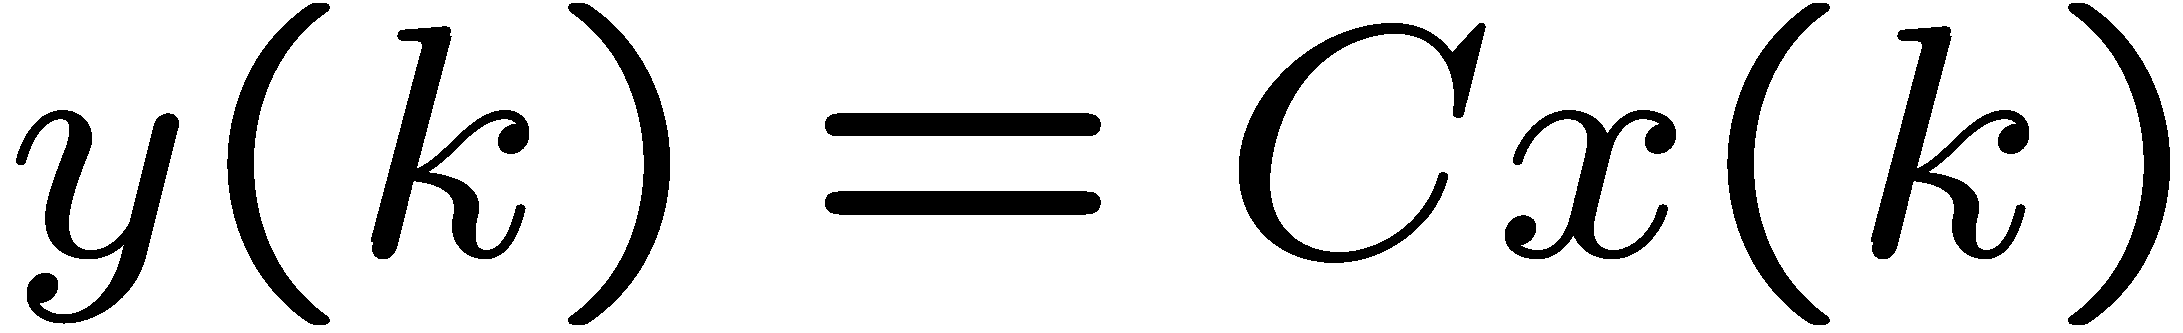 y(k) = Cx(k)